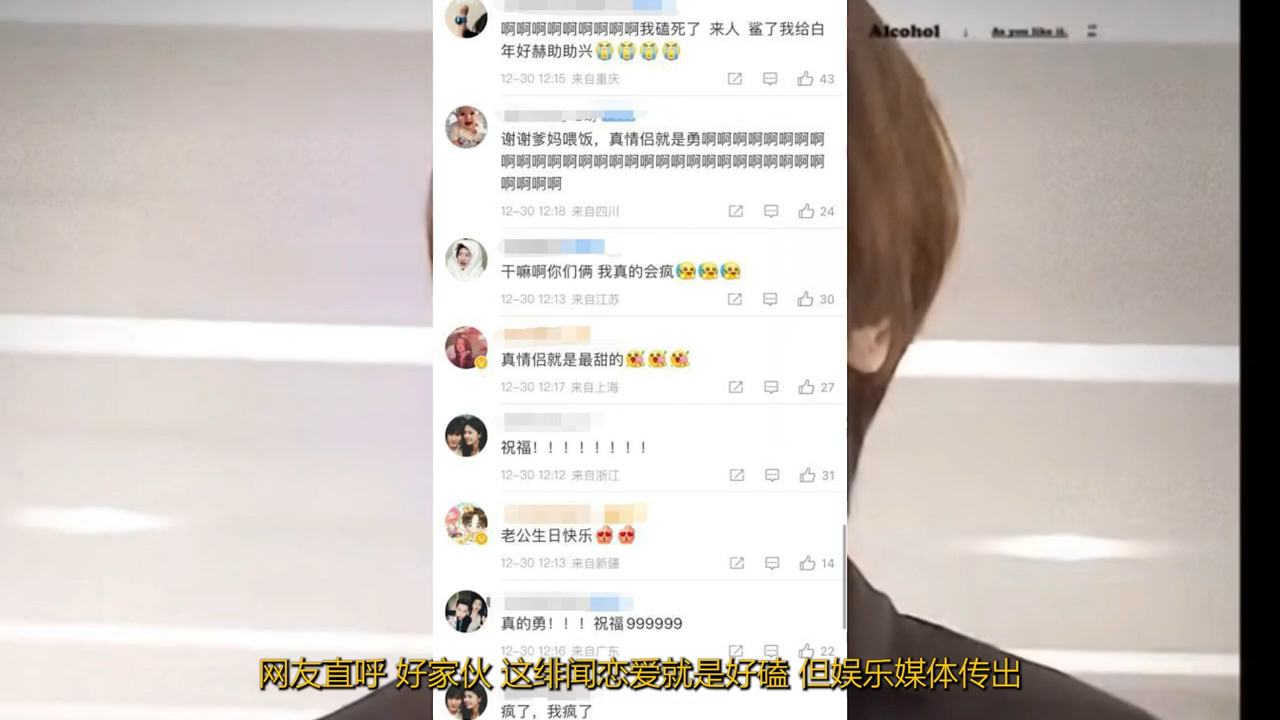 Alcohol
As you like it.
啊啊啊啊啊啊啊啊啊我磕死了 来人 鲨了我给白
年好赫助助兴😭😭😭😭
12-30 12:15 来自重庆
43
谢谢爹妈喂饭，真情侣就是勇啊啊啊啊啊啊啊啊
啊啊啊啊啊啊啊啊啊啊啊啊啊啊啊啊啊啊啊啊啊
啊啊啊啊
12-30 12:18 来自四川
24
干嘛啊你们俩 我真的会疯
12-30 12:13 来自江苏
30
真情侣就是最甜的
12-30 12:17 来自上海
27
祝福！！！！！！！！
12-30 12:12 来自浙江
31
老公生日快乐
12-30 12:13 来自新疆
14
真的勇！！！祝福999999
12-30 12:16 来自广东
22
网友直呼 好家伙 这绯闻恋爱就是好磕 但娱乐媒体传出
疯了，我疯了